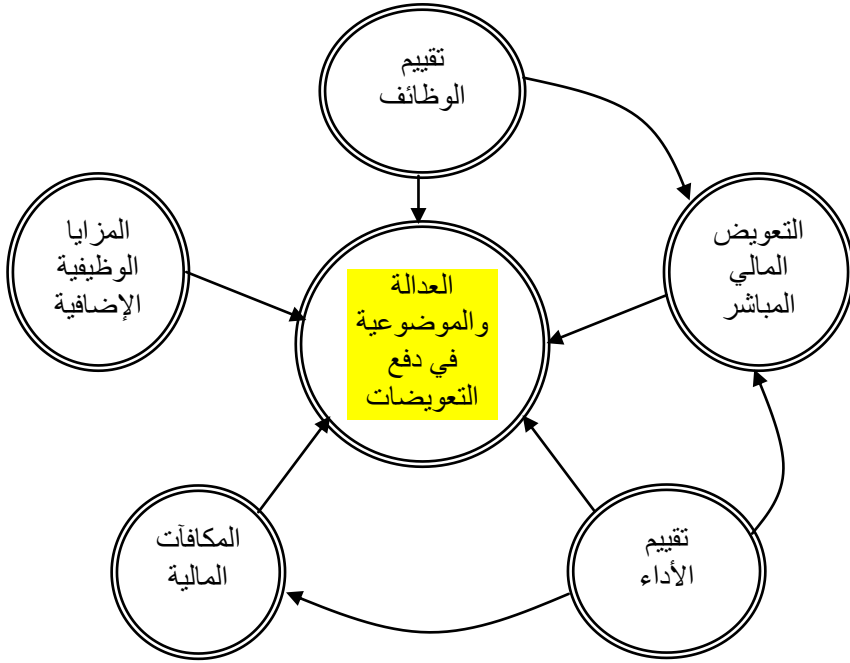 تقييم
الوظائف
التعويض
المالي
المباشر
المزايا
الوظيفية
الإضافية
العدالة
والموضوعية
في دفع
التعويضات
المكافآت
المالية
تقييم
الأداء